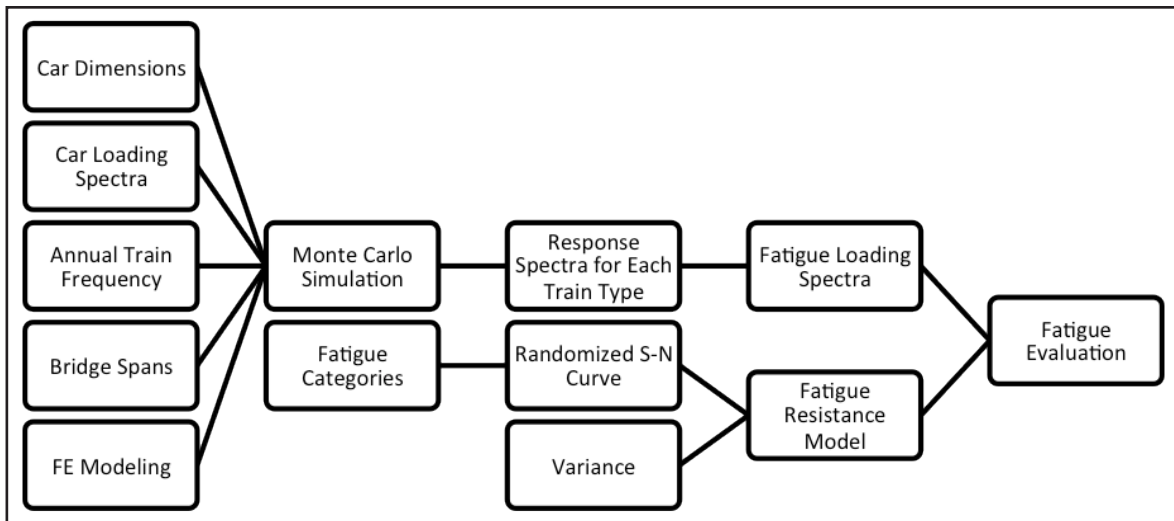 Car Dimensions
Car Loading
Spectra
Annual Train
Frequency
Bridge Spans
FE Modeling
Monte Carlo
Simulation
Fatigue
Categories
Response
Spectra for Each
Train Type
Randomized S-N
Curve
Variance
Fatigue Loading
Spectra
Fatigue
Resistance
Model
Fatigue
Evaluation